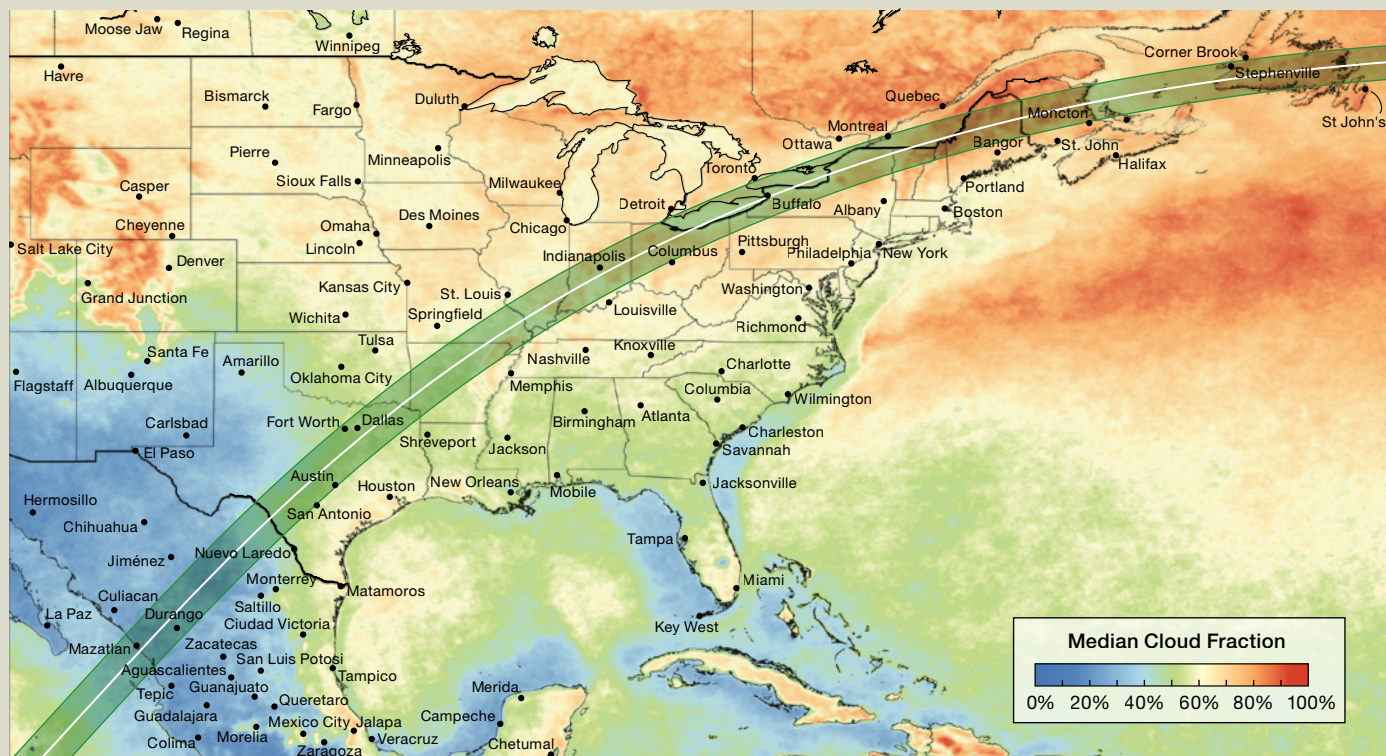 Moose Jaw
Regina
Winnipeg
Corner Brook
Havre
Stephenville
Bismarck
Fargo
Duluth
Quebec
Moncton
St John's
Montreal
Ottawa
Bangor
St. John
Halifax
Pierre
Minneapolis
Toronto
Casper
Sioux Falls
Milwaukee
Portland
Detroit
Buffalo
Albany
Boston
Cheyenne
Omaha
Des Moines
Chicago
Salt Lake City
Lincoln
Indianapolis
Columbus
Pittsburgh
Philadelphia
New York
Denver
Grand Junction
Kansas City
St. Louis
Washington
Wichita
Springfield
Louisville
Richmond
Santa Fe
Amarillo
Tulsa
Nashville
Knoxville
Flagstaff
Albuquerque
Oklahoma City
Memphis
Charlotte
Columbia
Wilmington
Carlsbad
Fort Worth
Dallas
Birmingham
Atlanta
El Paso
Shreveport
Jackson
Charleston
Savannah
Austin
Houston
New Orleans
Mobile
Jacksonville
Hermosillo
San Antonio
Chihuahua
Nuevo Laredo
Jiménez
Tampa
Monterrey
Matamoros
Miami
Culiacan
Saltillo
La Paz
Durango
Ciudad Victoria
Key West
Mazatlan
Zacatecas
San Luis Potosi
Aguascalientes
Tampico
Tepic
Guanajuato
Queretaro
Merida
Guadalajara
Mexico City
Jalapa
Campeche
Colima
Morelia
Veracruz
Zaragoza
Chetumal
Median Cloud Fraction
0% 20% 40% 60% 80% 100%